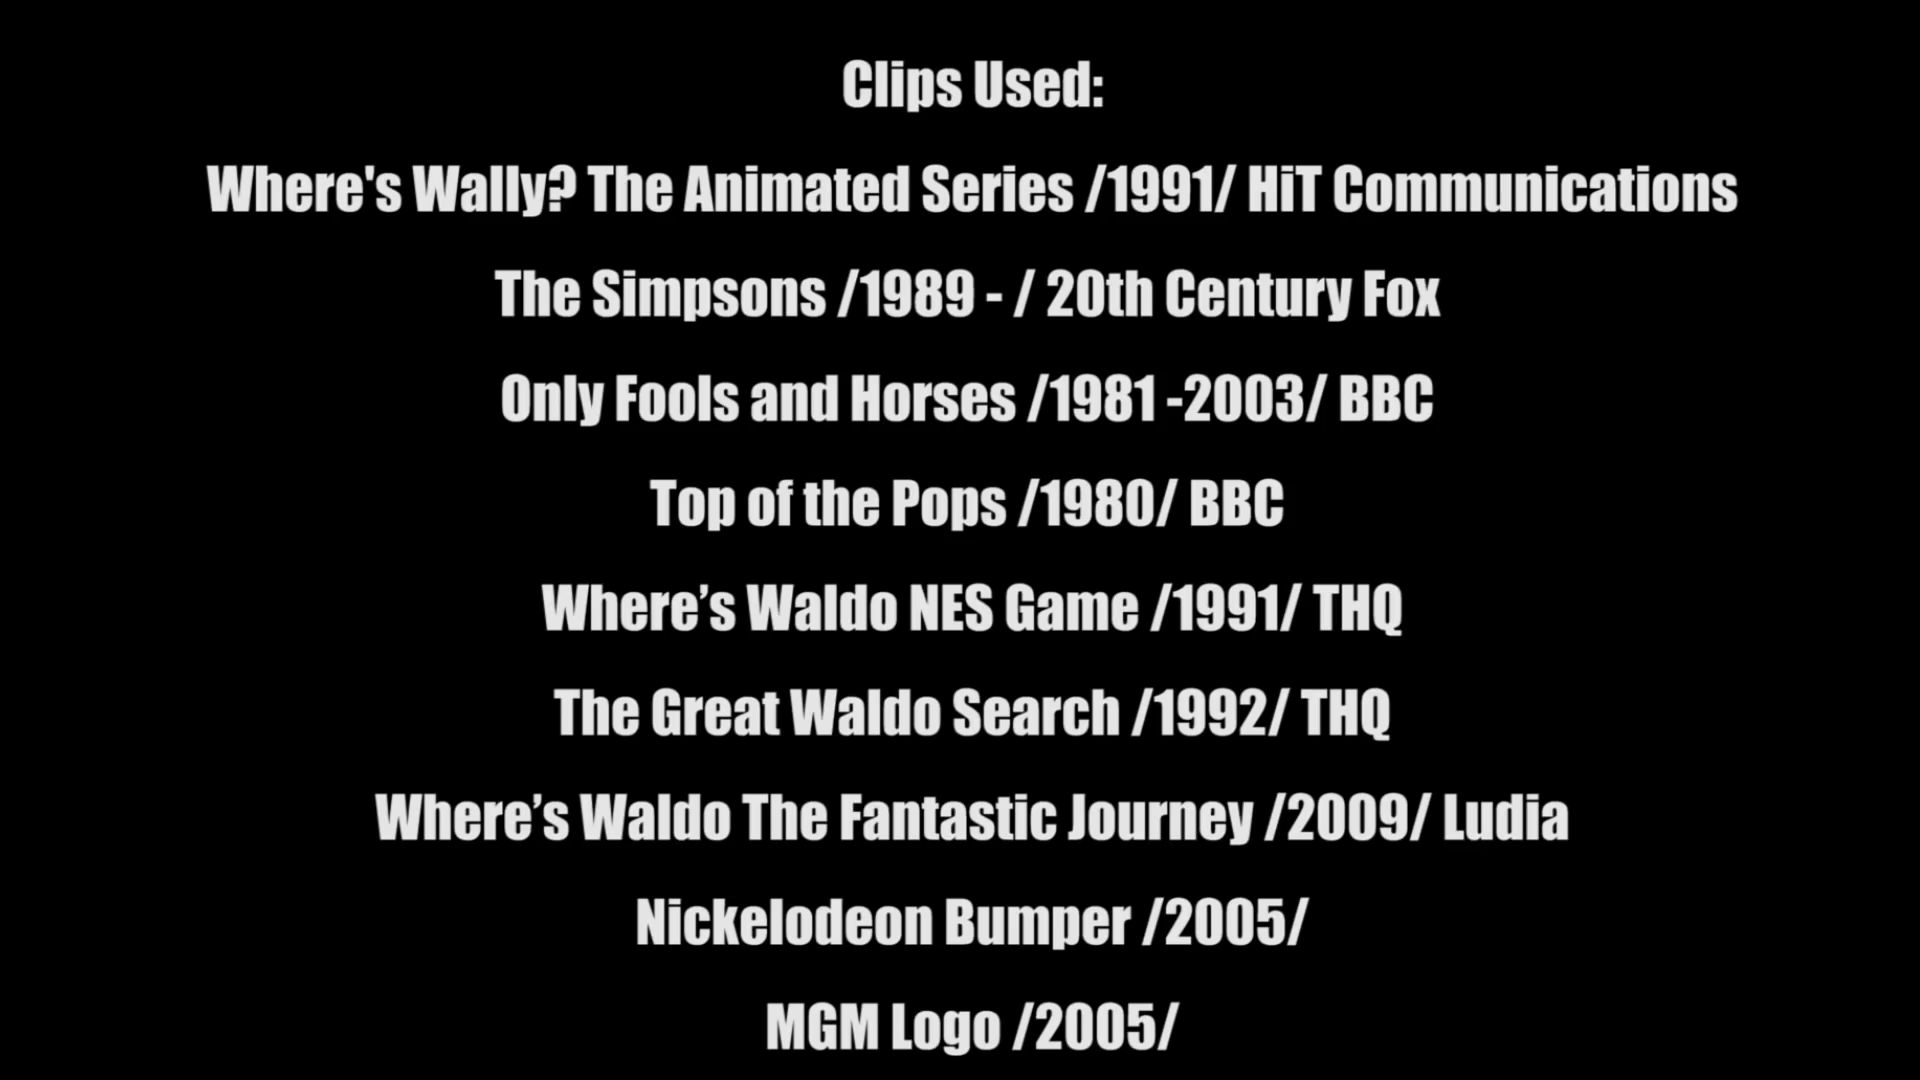 Clips Used:
Where's Wally? The Animated Series /1991/ HiT Communications
The Simpsons /1989 - / 20th Century Fox
Only Fools and Horses /1981 -2003/ BBC
Top of the Pops /1980/ BBC
Where’s Waldo NES Game /1991/ THQ
The Great Waldo Search /1992/ THQ
Where’s Waldo The Fantastic Journey /2009/ Ludia
Nickelodeon Bumper /2005/
MGM Logo /2005/